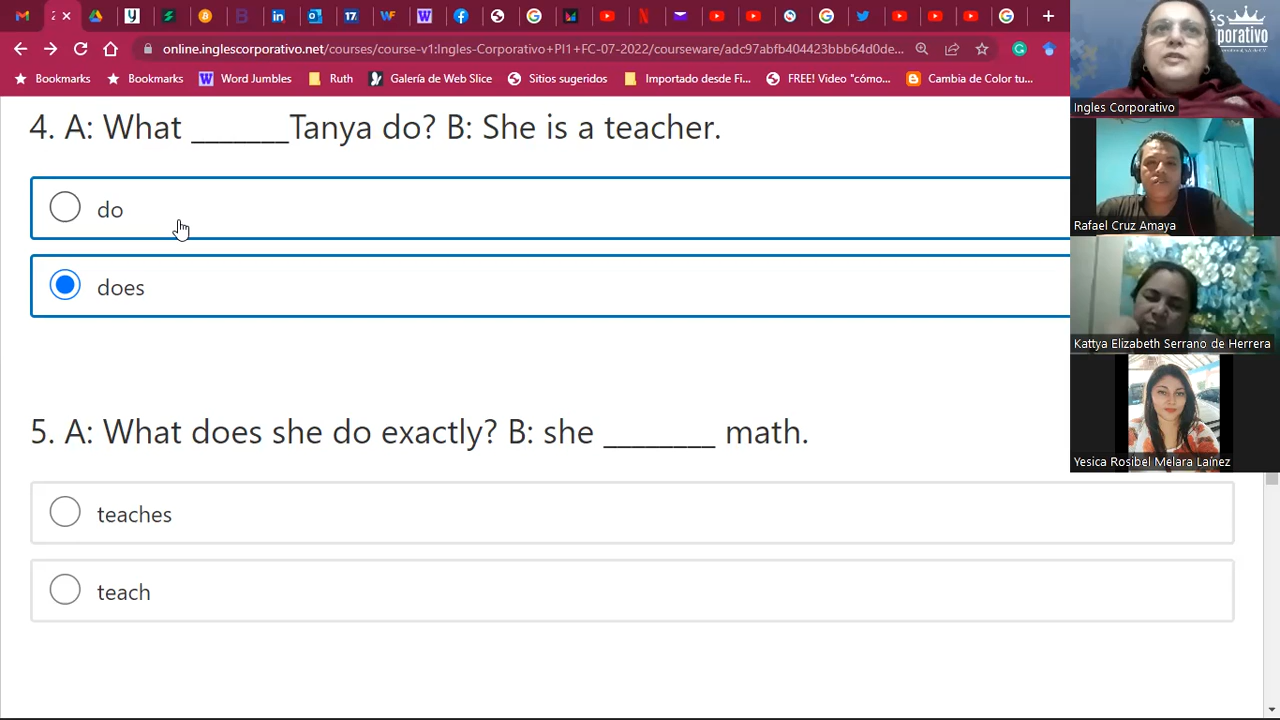 17
WF
online.inglescorporativo.net/courses/course-v1:Ingles-Corporativo+PI1+FC-07-2022/courseware/adc97abfb404423bbb64d0de...
Bookmarks
Bookmarks
Word Jumbles
Ruth
Galería de Web Slice
Sitios sugeridos
Importado desde Fi...
FREE! Video "cómo...
Cambia de Color tu...
4. A: What _______Tanya do? B: She is a teacher.
do
does
5. A: What does she do exactly? B: she ________ math.
teaches
teach
Ingles Corporativo
Rafael Cruz Amaya
Kattya Elizabeth Serrano de Herrera
Yesica Rosibel Melara Laínez